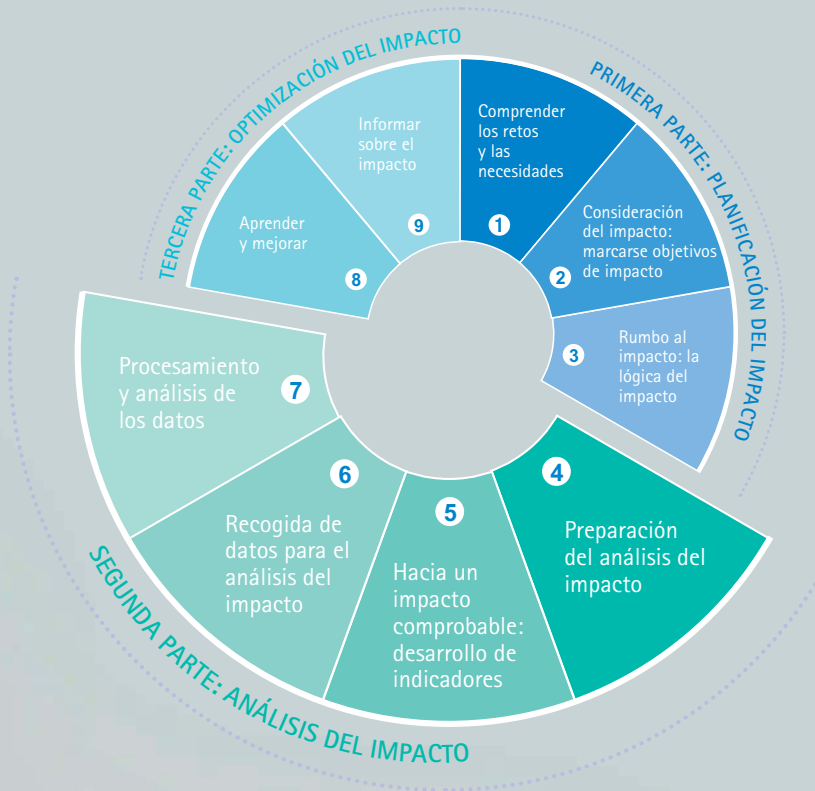 PRIMERA PARTE: PLANIFICACIÓN DEL IMPACTO
Comprender
los retos
y las
necesidades
1
Consideración
del impacto:
marcarse objetivos
de impacto
2
Rumbo al
impacto: la
lógica del
impacto
3
SEGUNDA PARTE: ANÁLISIS DEL IMPACTO
4
Preparación
del análisis del
impacto
5
Hacia un
impacto
comprobable:
desarrollo de
indicadores
6
Recogida de
datos para el
análisis del
impacto
7
Procesamiento
y análisis de
los datos
TERCERA PARTE: OPTIMIZACIÓN DEL IMPACTO
Aprender
y mejorar
8
Informar
sobre el
impacto
9